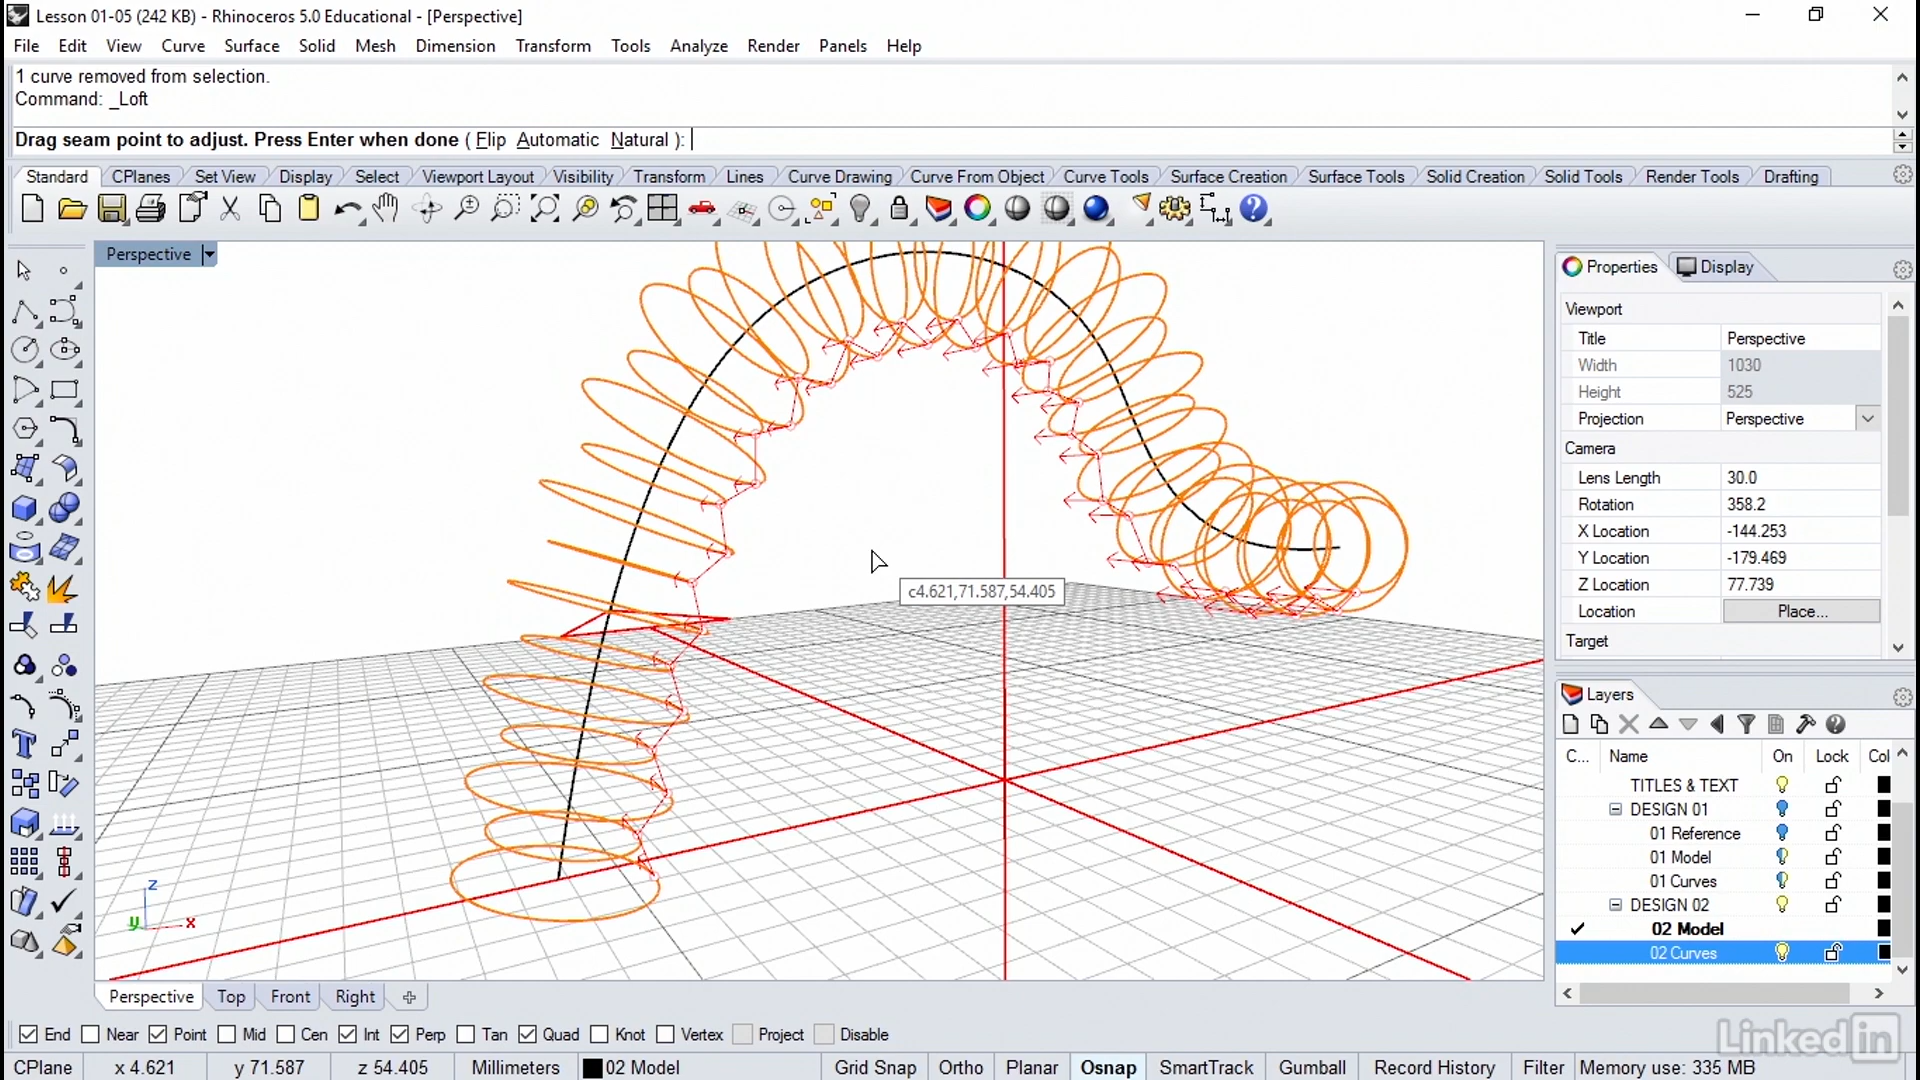 Lesson 01-05 (242 KB) - Rhinoceros 5.0 Educational - [Perspective]
File Edit View Curve Surface Solid Mesh Dimension Transform Tools Analyze Render Panels Help
1 curve removed from selection.
Command: _Loft
Drag seam point to adjust. Press Enter when done ( Flip Automatic Natural ):
Standard CPlanes Set View Display Select Viewport Layout Visibility Transform Lines Curve Drawing Curve From Object Curve Tools Surface Creation Surface Tools Solid Creation Solid Tools Render Tools Drafting
Perspective
c4.621,71.587,54.405
z
y x
Properties Display
Viewport
Title Perspective
Width 1030
Height 525
Projection Perspective
Camera
Lens Length 30.0
Rotation 358.2
X Location -144.253
Y Location -179.469
Z Location 77.739
Location Place...
Target
Layers
C... Name On Lock Col
TITLES & TEXT
DESIGN 01
01 Reference
01 Model
01 Curves
DESIGN 02
02 Model
02 Curves
Perspective Top Front Right
End Near Point Mid Cen Int Perp Tan Quad Knot Vertex Project Disable
CPlane x 4.621 y 71.587 z 54.405 Millimeters 02 Model Grid Snap Ortho Planar Osnap SmartTrack Gumball Record History Filter Memory use: 335 MB
LinkedIn